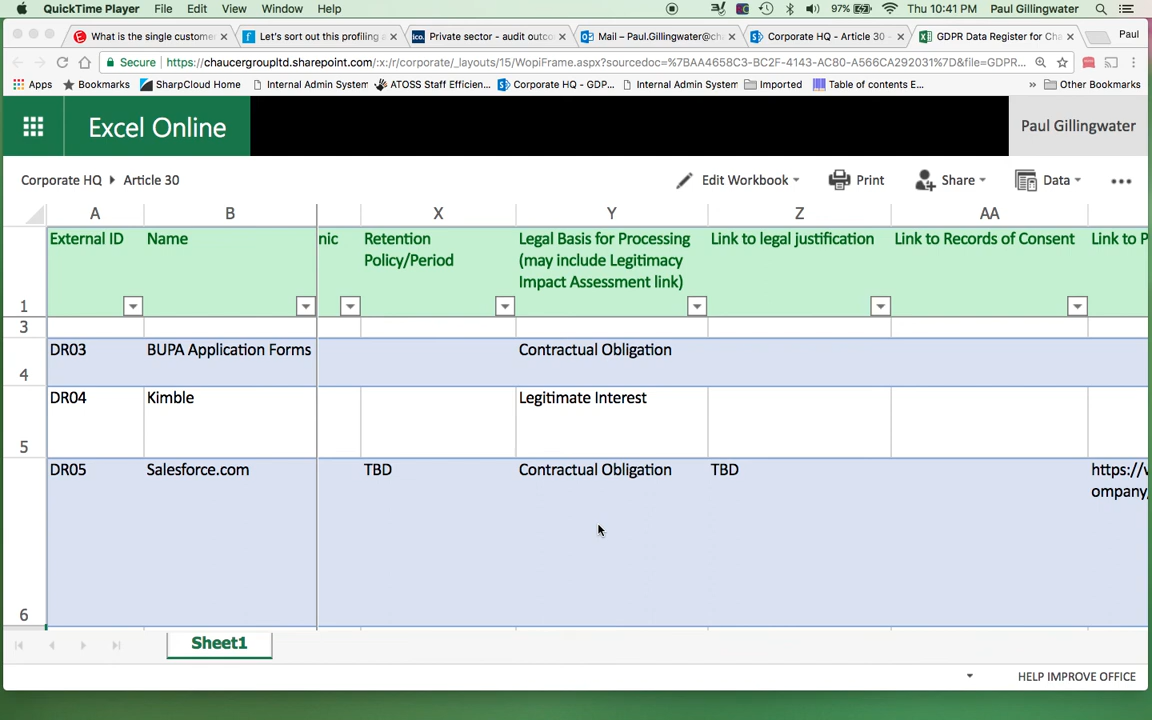 QuickTime Player File Edit View Window Help 97% Thu 10:41 PM Paul Gillingwater
What is the single custome Let's sort out this profiling ico. Private sector - audit outco Mail – Paul.Gillingwater@ch Corporate HQ - Article 30 GDPR Data Register for Cha Paul
Secure https://chaucergroupltd.sharepoint.com/:x:/r/corporate/_layouts/15/WopiFrame.aspx?sourcedoc=%7BAA4658C3-BC2F-4143-AC80-A566CA292031%7D&file=GDPR...
Apps Bookmarks SharpCloud Home Internal Admin System ATOSS Staff Efficien... Corporate HQ - GDP... Internal Admin System Imported Table of contents E... » Other Bookmarks
Excel Online Paul Gillingwater
Corporate HQ Article 30 Edit Workbook Print Share Data
A B X Y Z AA
External ID Name nic Retention Legal Basis for Processing Link to legal justification Link to Records of Consent Link to P
Policy/Period (may include Legitimacy
Impact Assessment link)
1
3
DR03 BUPA Application Forms Contractual Obligation
4
DR04 Kimble Legitimate Interest
5
DR05 Salesforce.com TBD Contractual Obligation TBD https://v
ompany,
6
Sheet1
HELP IMPROVE OFFICE